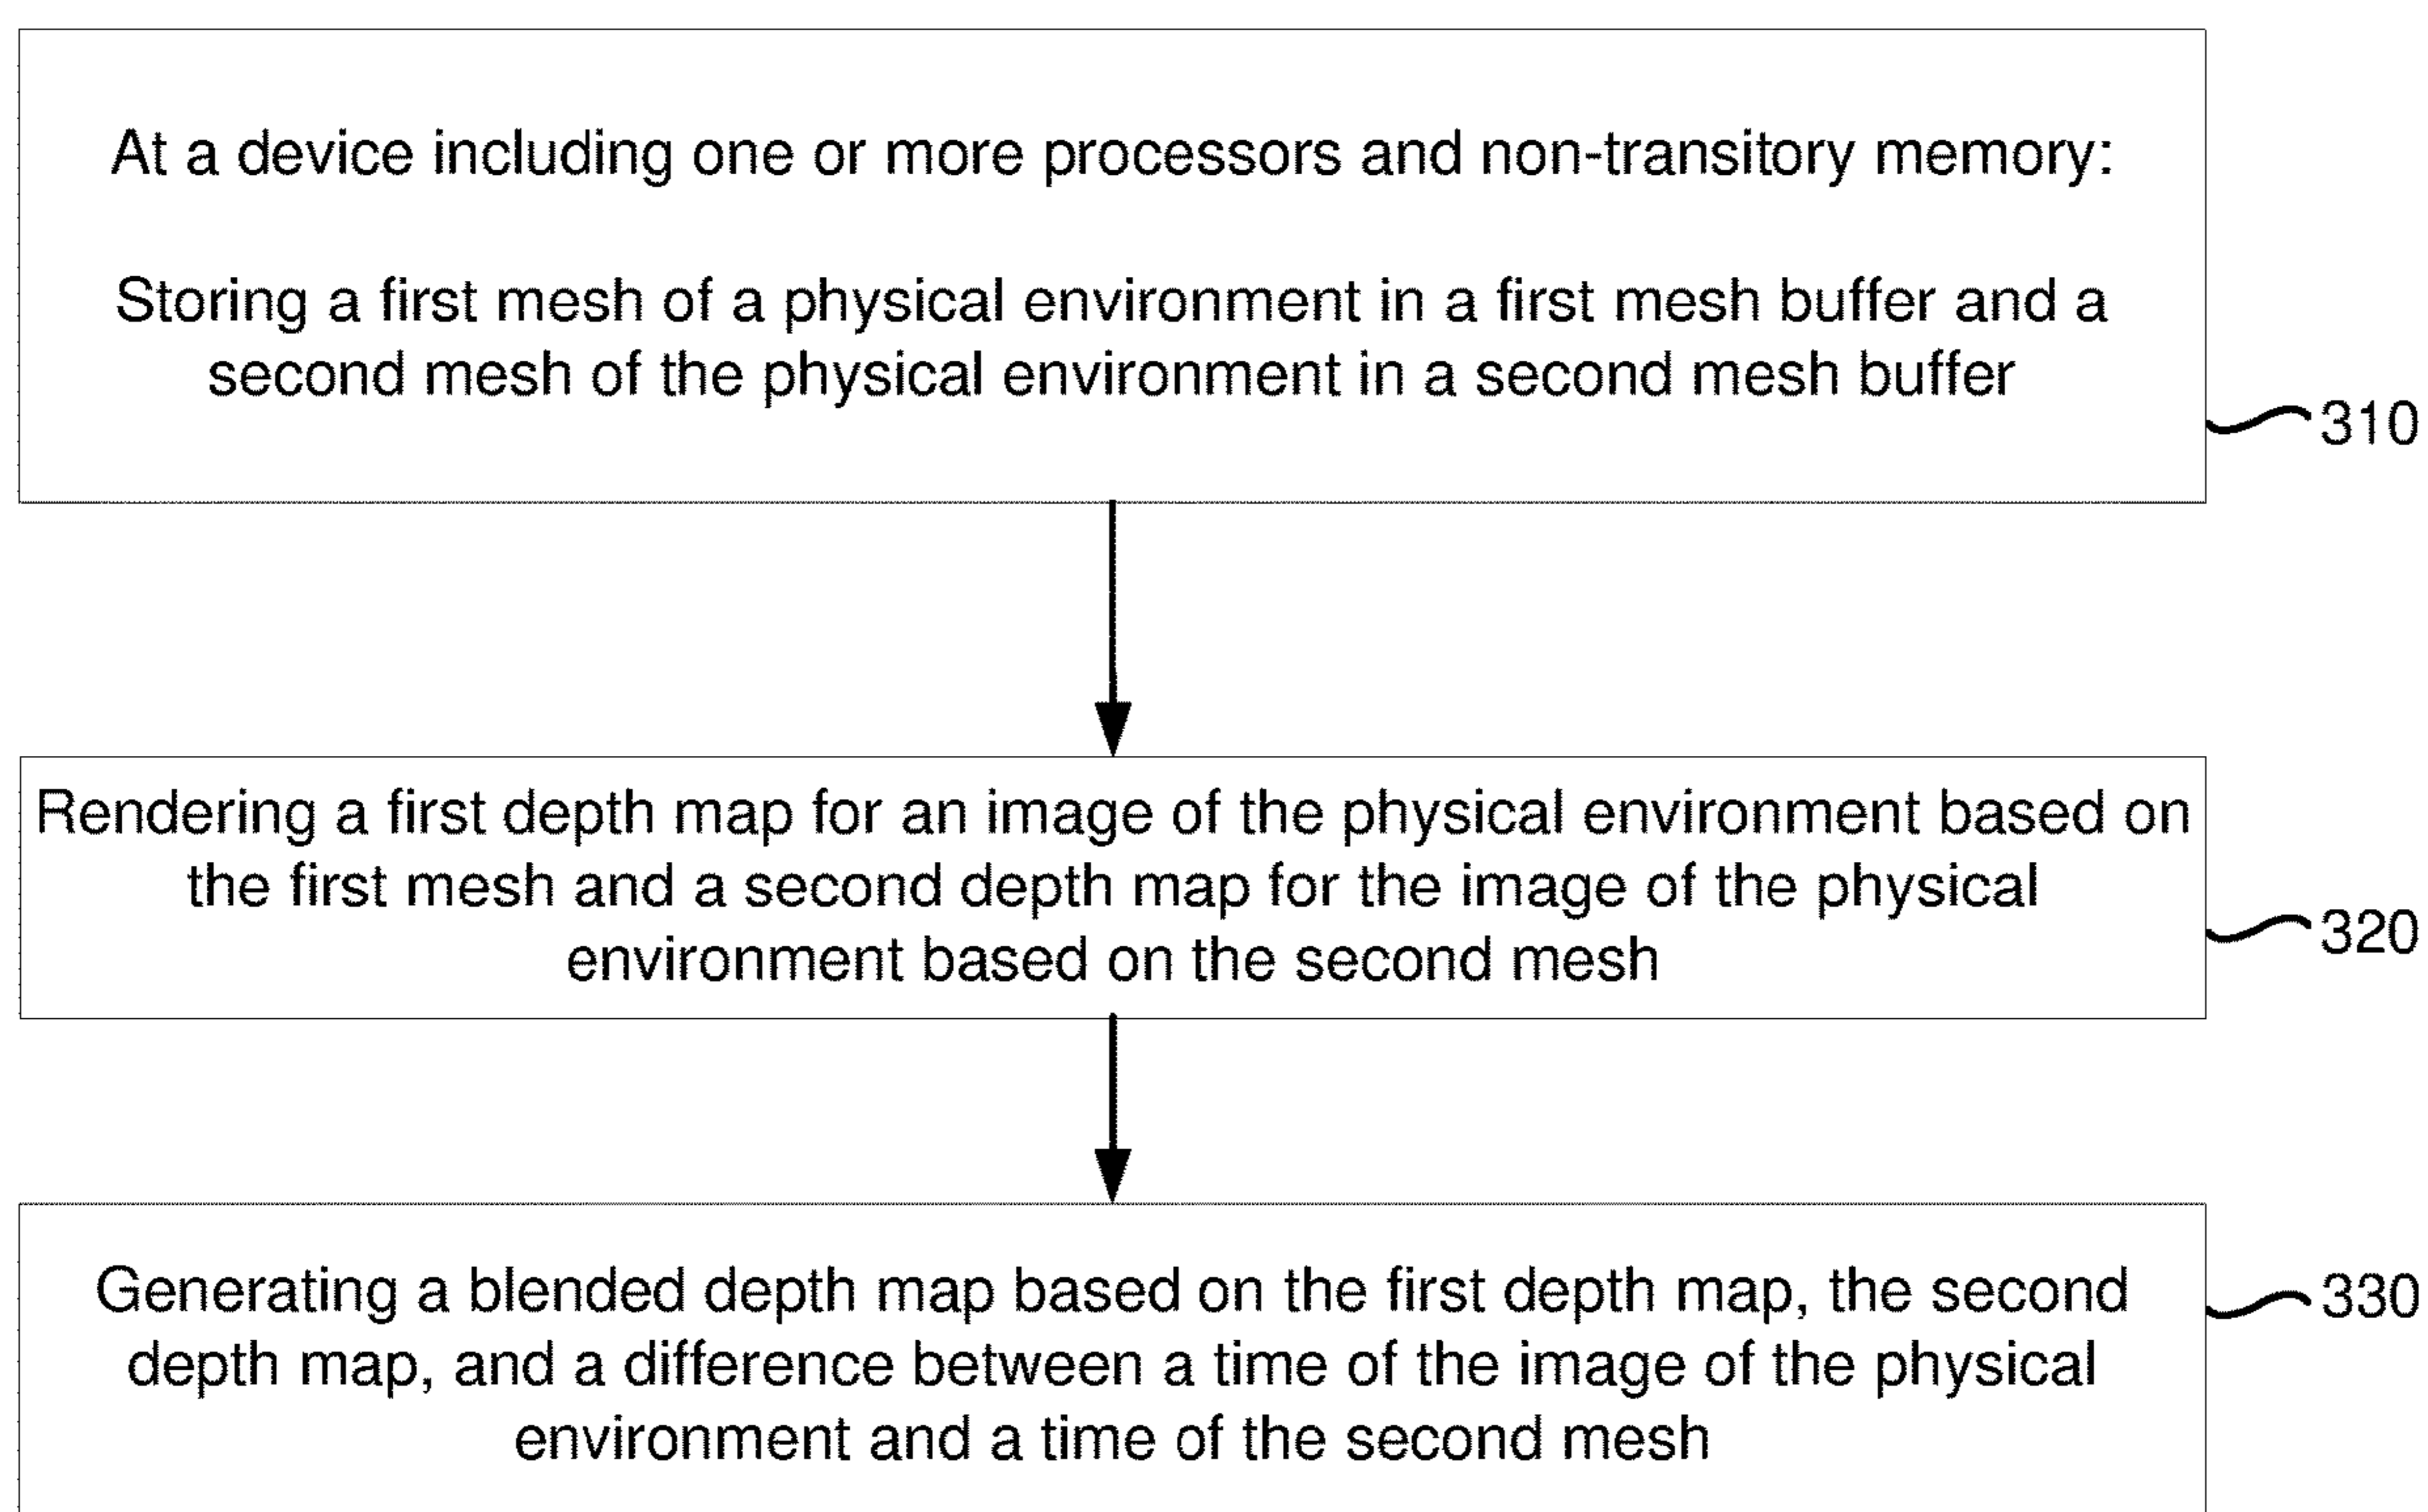 At a device including one or more processors and non-transitory memory:
Storing a first mesh of a physical environment in a first mesh buffer and a
second mesh of the physical environment in a second mesh buffer
310
Rendering a first depth map for an image of the physical environment based on
the first mesh and a second depth map for the image of the physical
environment based on the second mesh
320
Generating a blended depth map based on the first depth map, the second
330
depth map, and a difference between a time of the image of the physical
environment and a time of the second mesh